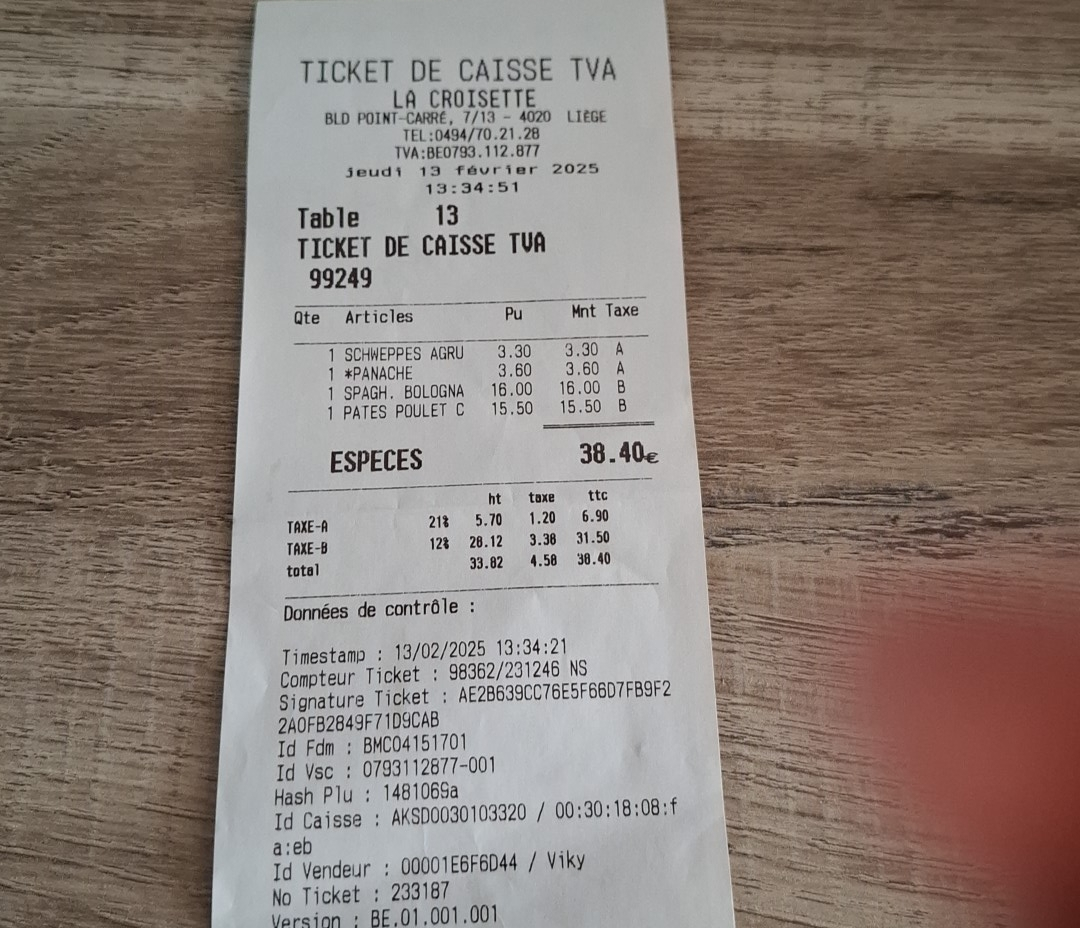 TICKET DE CAISSE TVA
LA CROISETTE
BLD POINT-CARRÉ, 7/13 - 4020 LIÈGE
TEL:0494/70.21.28
TVA:BE0793.112.877
jeudi 13 février 2025
13:34:51
Table 13
TICKET DE CAISSE TVA
99249
Qte Articles Pu Mnt Taxe
1 SCHWEPPES AGRU 3.30 3.30 A
1 *PANACHE 3.60 3.60 A
1 SPAGH. BOLOGNA 16.00 16.00 B
1 PATES POULET C 15.50 15.50 B
ESPECES 38.40€
ht taxe ttc
TAXE-A 21% 5.70 1.20 6.90
TAXE-B 12% 28.12 3.38 31.50
total 33.82 4.58 38.40
Données de contrôle :
Timestamp : 13/02/2025 13:34:21
Compteur Ticket : 98362/231246 NS
Signature Ticket : AE2B639CC76E5F66D7FB9F2
2A0FB2849F71D9CAB
Id Fdm : BMC04151701
Id Vsc : 0793112877-001
Hash Plu : 1481069a
Id Caisse : AKSD0030103320 / 00:30:18:08:f
a:eb
Id Vendeur : 00001E6F6D44 / Viky
No Ticket : 233187
Version : BE.01.001.001